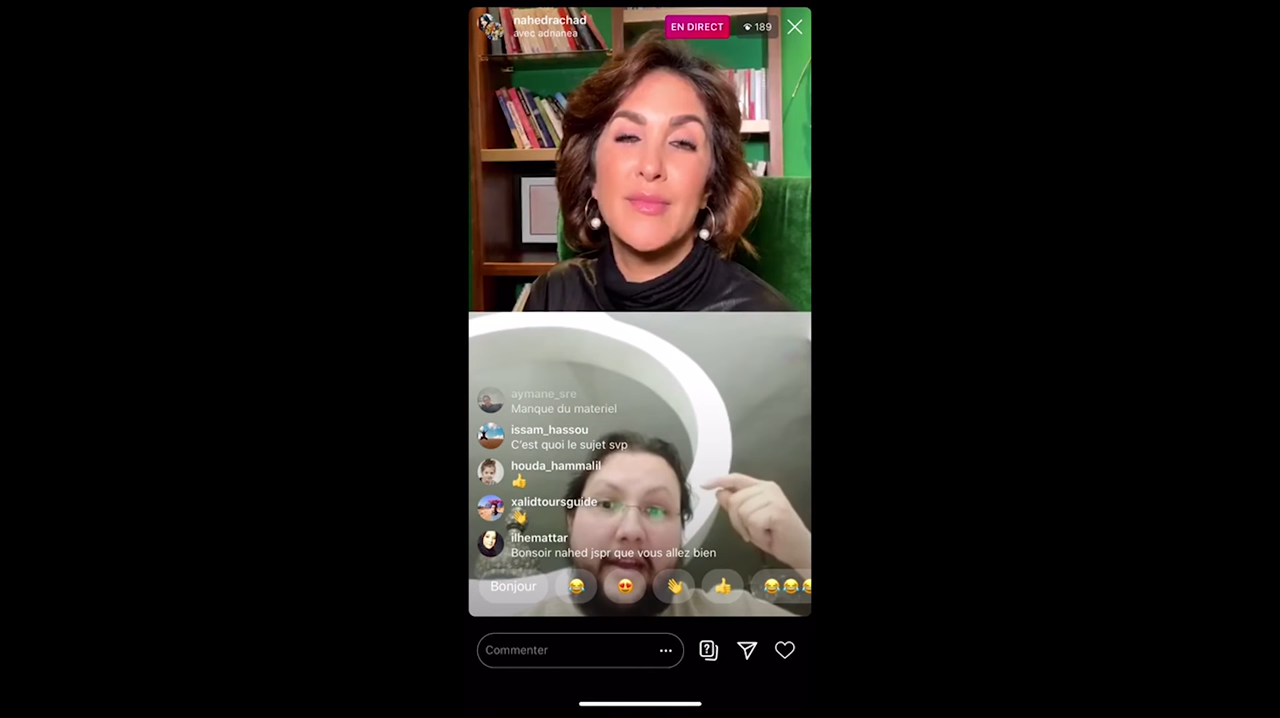 nahedrachad
avec adnanea
EN DIRECT
189
aymane_sre
Manque du materiel
issam_hassou
C'est quoi le sujet svp
houda_hammalil
👍
xalidtoursguide
👋
ilhemattar
Bonsoir nahed jspr que vous allez bien
Bonjour 😂 😍 👋 👍 😂😂😂
Commenter